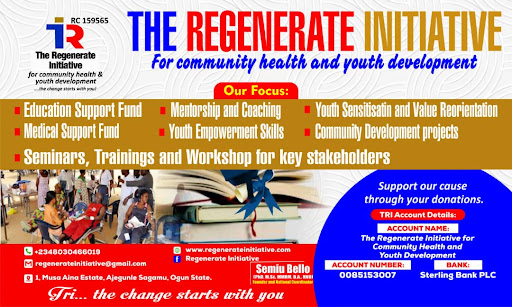 RC 159565
TR
The Regenerate
Initiative
for community health &
youth development
...the change starts with you!
THE REGENERATE INITIATIVE
For community health and youth development
Our Focus:
Education Support Fund
Mentorship and Coaching
Youth Sensitisatin and Value Reorientation
Medical Support Fund
Youth Empowerment Skills
Community Development projects
Seminars, Trainings and Workshop for key stakeholders
+2348030466019
regenerateinitiative@gmail.com
1, Musa Aina Estate, Ajegunle Sagamu, Ogun State.
www.regenerateinitiative.com
Regenerate Initiative
Semiu Bello
Founder and National Coordinator
Tri... the change starts with you
Support our cause
through your donations.
TRI Account Details:
ACCOUNT NAME:
The Regenerate Initiative for
Community Health and
Youth Development
ACCOUNT NUMBER:
0085153007
BANK:
Sterling Bank PLC